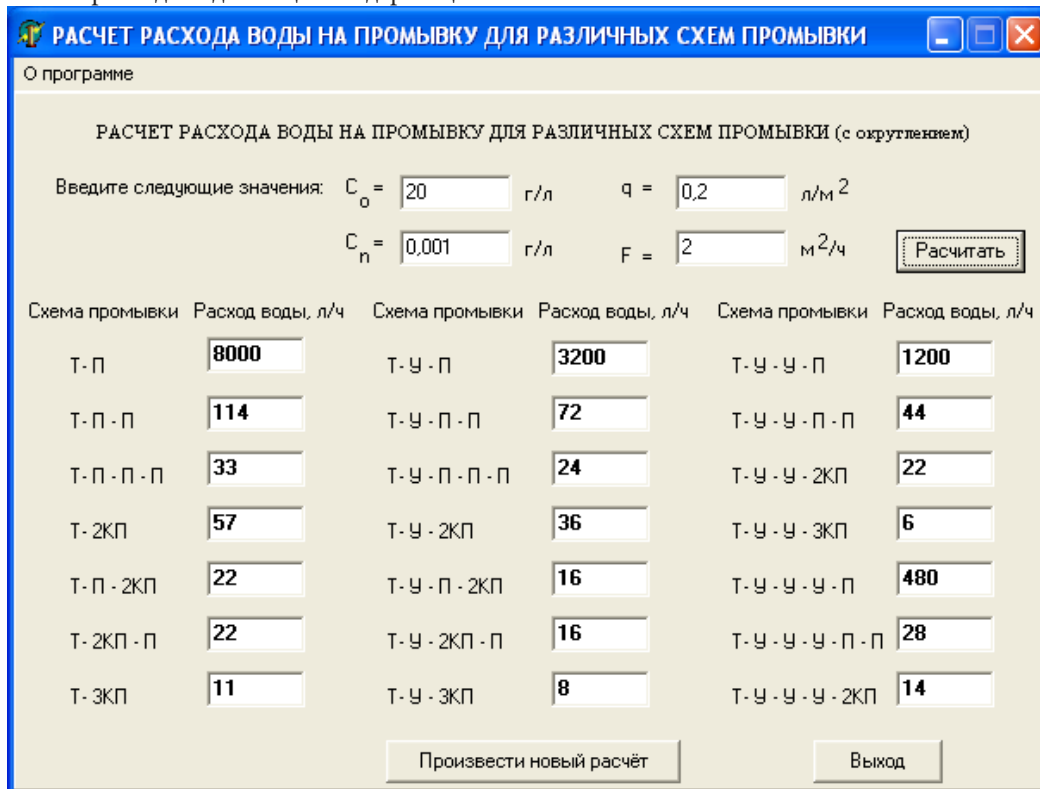 РАСЧЕТ РАСХОДА ВОДЫ НА ПРОМЫВКУ ДЛЯ РАЗЛИЧНЫХ СХЕМ ПРОМЫВКИ
О программе
РАСЧЕТ РАСХОДА ВОДЫ НА ПРОМЫВКУ ДЛЯ РАЗЛИЧНЫХ СХЕМ ПРОМЫВКИ (с округлением)
Введите следующие значения: Co = 20 г/л q = 0,2 л/м 2
Cn = 0,001 г/л F = 2 м2/ч Расчитать
Схема промывки Расход воды, л/ч Схема промывки Расход воды, л/ч Схема промывки Расход воды, л/ч
Т - П 8000 Т - У - П 3200 Т - У - У - П 1200
Т - П - П 114 Т - У - П - П 72 Т - У - У - П - П 44
Т - П - П - П 33 Т - У - П - П - П 24 Т - У - У - 2КП 22
Т - 2КП 57 Т - У - 2КП 36 Т - У - У - 3КП 6
Т - П - 2КП 22 Т - У - П - 2КП 16 Т - У - У - У - П 480
Т - 2КП - П 22 Т - У - 2КП - П 16 Т - У - У - У - П - П 28
Т - 3КП 11 Т - У - 3КП 8 Т - У - У - У - 2КП 14
Произвести новый расчёт Выход